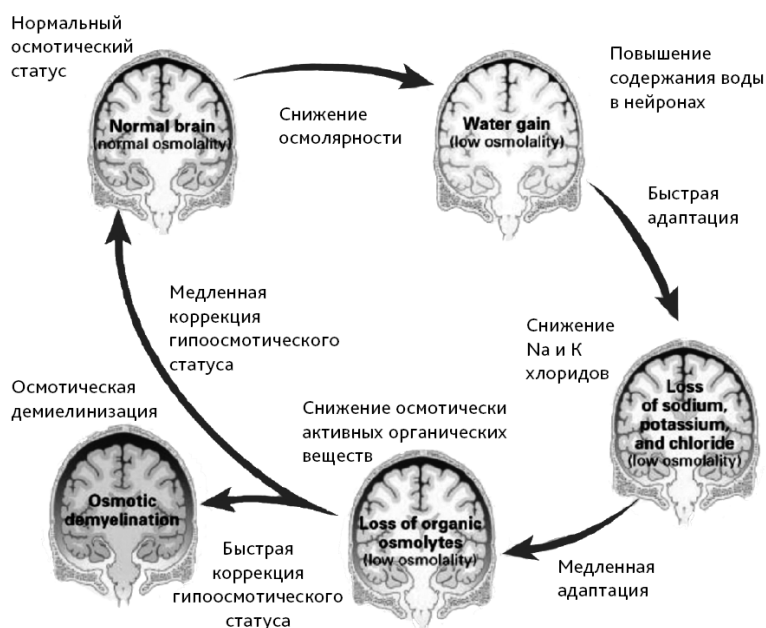 Нормальный
осмотический
статус
Normal brain
(normal osmolality)
Снижение
осмолярности
Water gain
(low osmolality)
Повышение
содержания воды
в нейронах
Быстрая
адаптация
Снижение
Na и К
хлоридов
Loss
of sodium,
potassium,
and chloride
(low osmolality)
Медленная
адаптация
Снижение осмотически
активных органических
веществ
Loss of organic
osmolytes
(low osmolality)
Медленная
коррекция
гипоосмотического
статуса
Осмотическая
демиелинизация
Osmotic
demyelination
Быстрая
коррекция
гипоосмотического
статуса